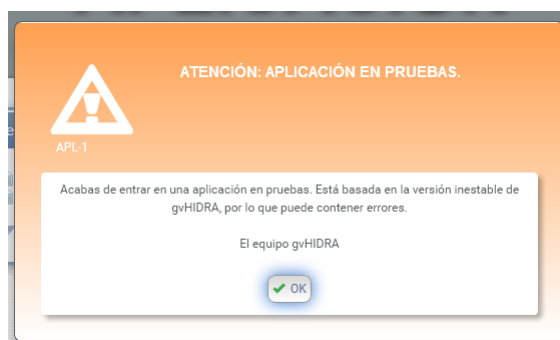 ATENCIÓN: APLICACIÓN EN PRUEBAS.
APL-1
Acabas de entrar en una aplicación en pruebas. Está basada en la versión inestable de
gvHIDRA, por lo que puede contener errores.
El equipo gvHIDRA
OK